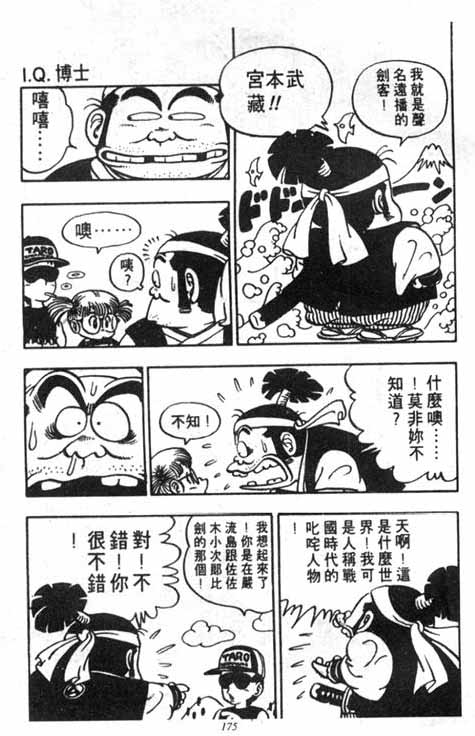 I.Q. 博士
我就是聲
名遠播的
劍客！
宮本武
藏!!
ドドーーン
嘻
嘻
……
噢………
咦？
TARO
什麼噢……
！莫非妳不
知道？
不知！
天啊！這
是什麼世
界！我可
是人稱戰
國時代的
叱咤人物
！
我想起來了
！你是在嚴
流島跟佐佐
木小次郎比
劍的那個！
TARO
對！不
錯！你
很不錯
！
175